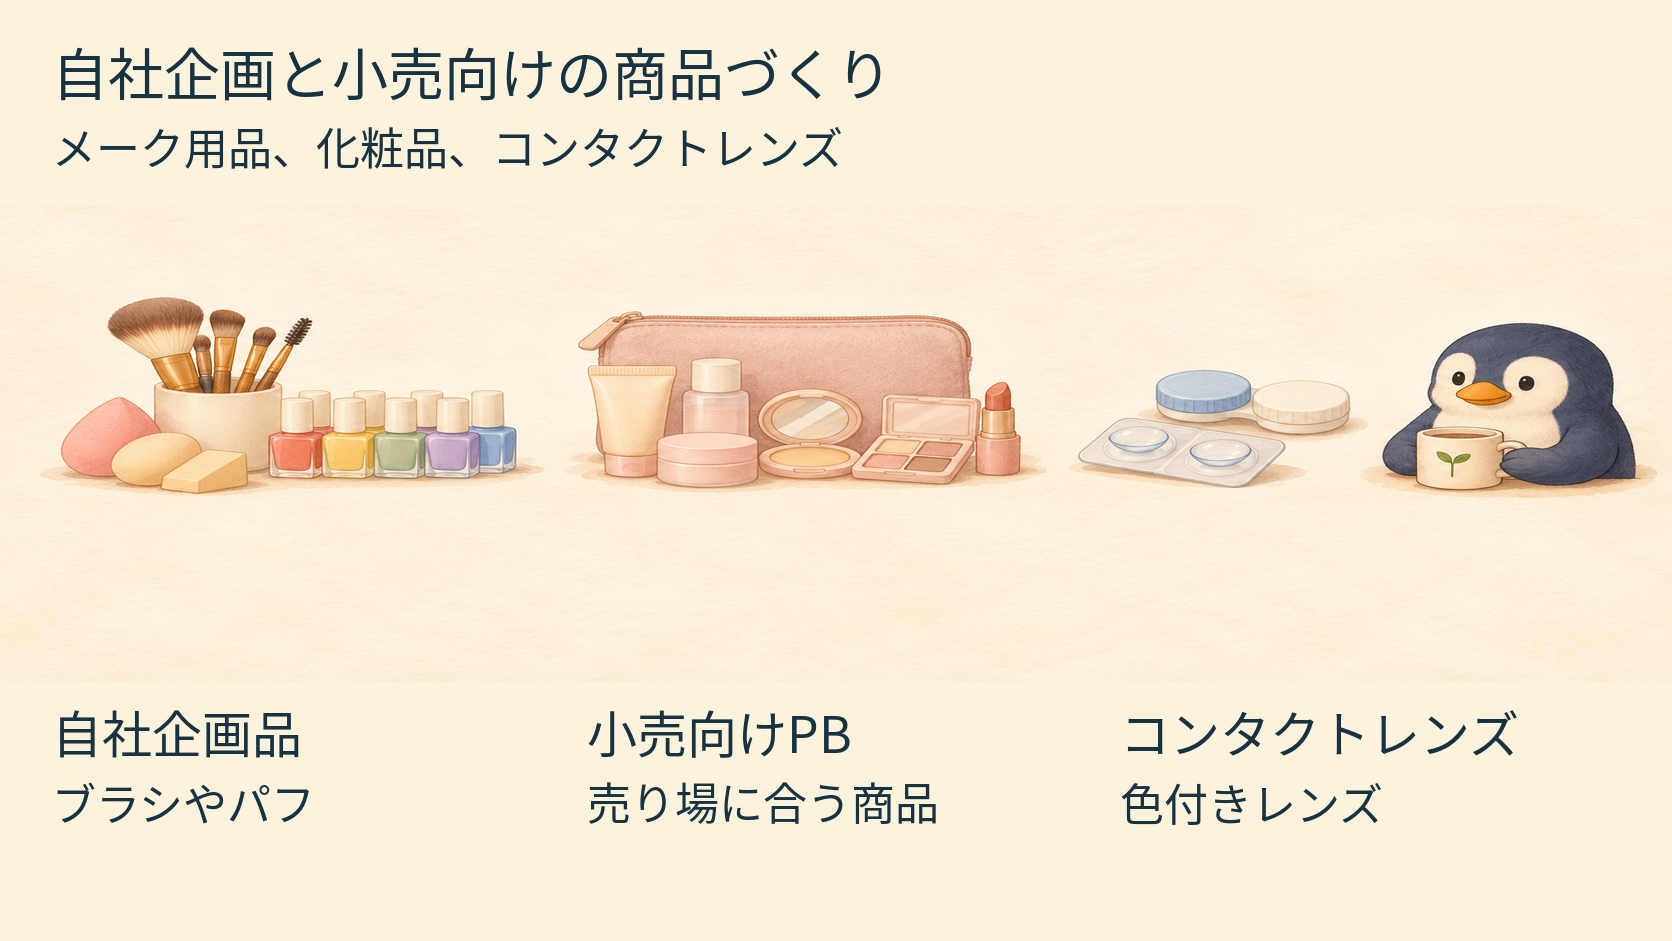 自社企画と小売向けの商品づくり
メーク用品、化粧品、コンタクトレンズ
自社企画品
ブラシやパフ
小売向けPB
売り場に合う商品
コンタクトレンズ
色付きレンズ